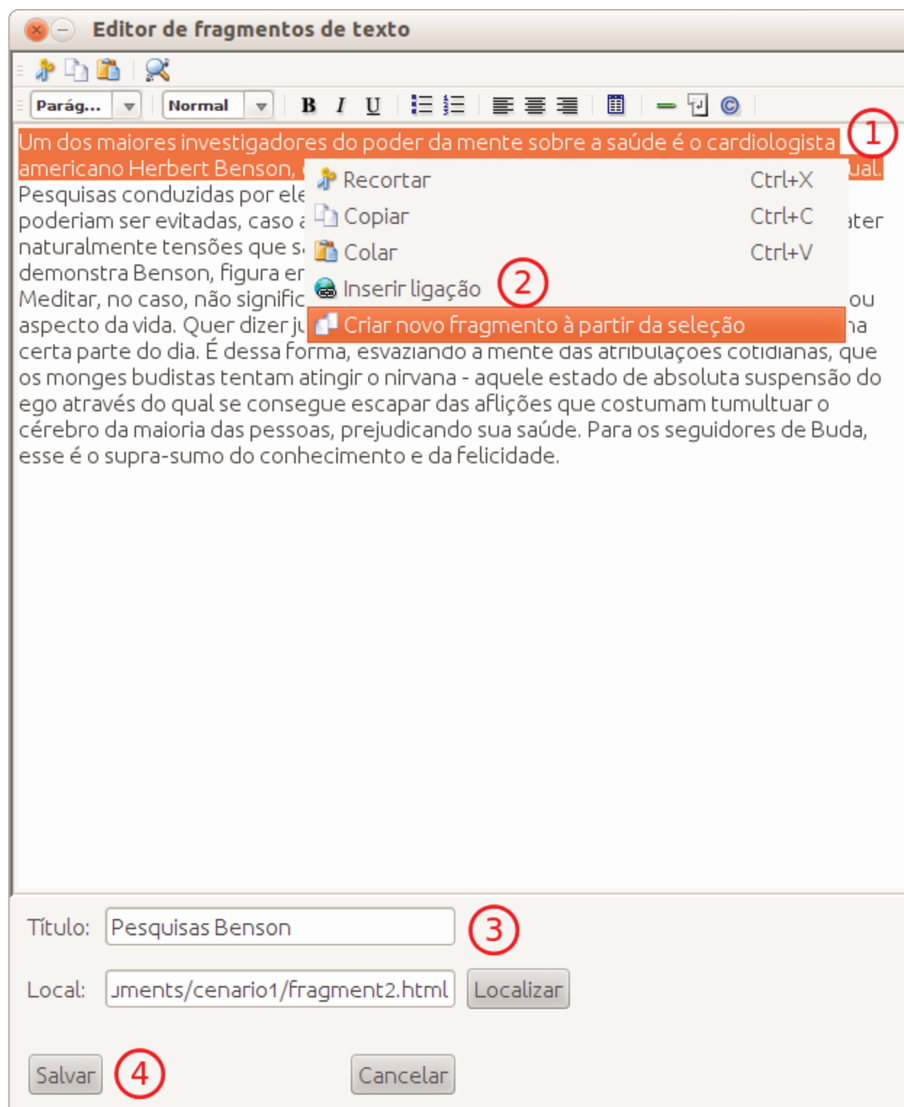 Editor de fragmentos de texto
Parág... Normal B I U ©
Um dos maiores investigadores do poder da mente sobre a saúde é o cardiologista 1
americano Herbert Benson, ual.
Recortar Ctrl+X
Pesquisas conduzidas por ele
poderiam ser evitadas, caso a ater
Copiar Ctrl+C
naturalmente tensões que sa
Colar Ctrl+V
demonstra Benson, figura en
Inserir ligação 2
Meditar, no caso, não signific ou
aspecto da vida. Quer dizer ju na
Criar novo fragmento à partir da seleção
certa parte do dia. É dessa forma, esvaziando a mente das atribulações cotidianas, que
os monges budistas tentam atingir o nirvana - aquele estado de absoluta suspensão do
ego através do qual se consegue escapar das aflições que costumam tumultuar o
cérebro da maioria das pessoas, prejudicando sua saúde. Para os seguidores de Buda,
esse é o supra-sumo do conhecimento e da felicidade.
Título: Pesquisas Benson 3
Local: uments/cenario1/fragment2.html Localizar
Salvar 4 Cancelar